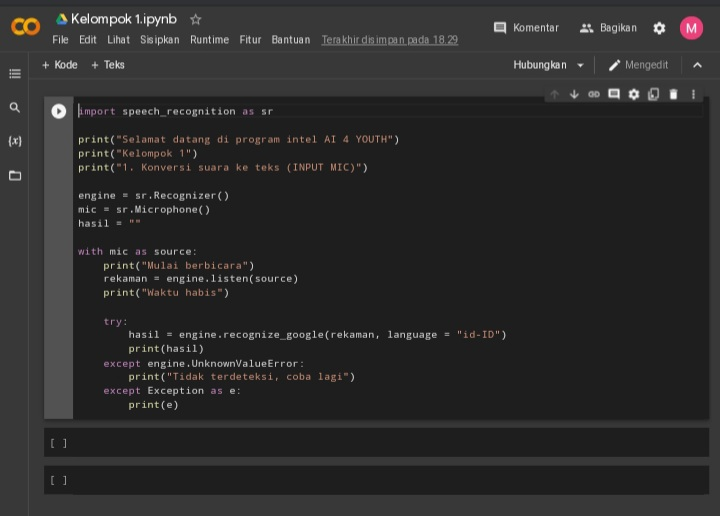 Kelompok 1.ipynb
File Edit Lihat Sisipkan Runtime Fitur Bantuan Terakhir disimpan pada 18.29
Komentar Bagikan M
+ Kode + Teks Hubungkan Mengedit
{x}
import speech_recognition as sr
print("Selamat datang di program intel AI 4 YOUTH")
print("Kelompok 1")
print("1. Konversi suara ke teks (INPUT MIC)")
engine = sr.Recognizer()
mic = sr.Microphone()
hasil = ""
with mic as source:
    print("Mulai berbicara")
    rekaman = engine.listen(source)
    print("Waktu habis")
    try:
        hasil = engine.recognize_google(rekaman, language = "id-ID")
        print(hasil)
    except engine.UnknownValueError:
        print("Tidak terdeteksi, coba lagi")
    except Exception as e:
        print(e)
[ ]
[ ]